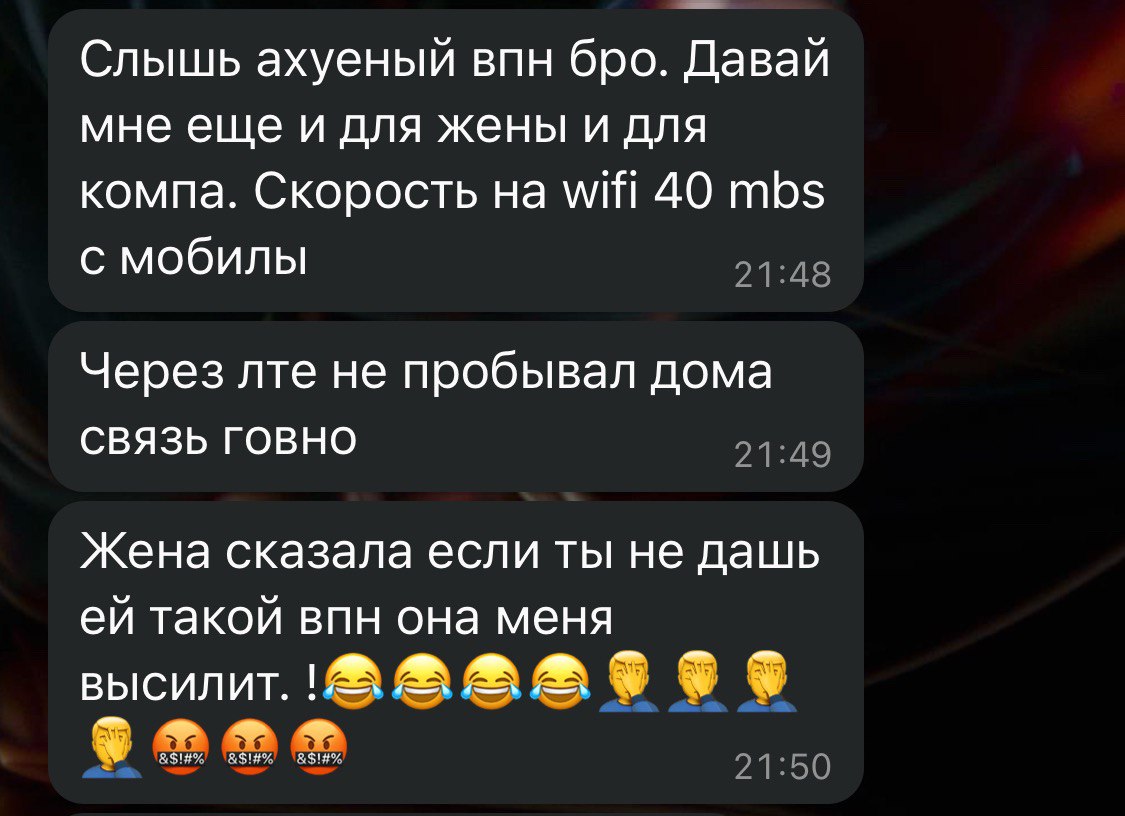 Слышь ахуеный впн бро. Давай
мне еще и для жены и для
компа. Скорость на wifi 40 mbs
с мобилы
21:48
Через лте не пробывал дома
связь говно
21:49
Жена сказала если ты не дашь
ей такой впн она меня
высилит. !😂😂😂😂🤦‍♂️🤦‍♂️🤦‍♂️
🤦‍♂️🤬🤬🤬
21:50